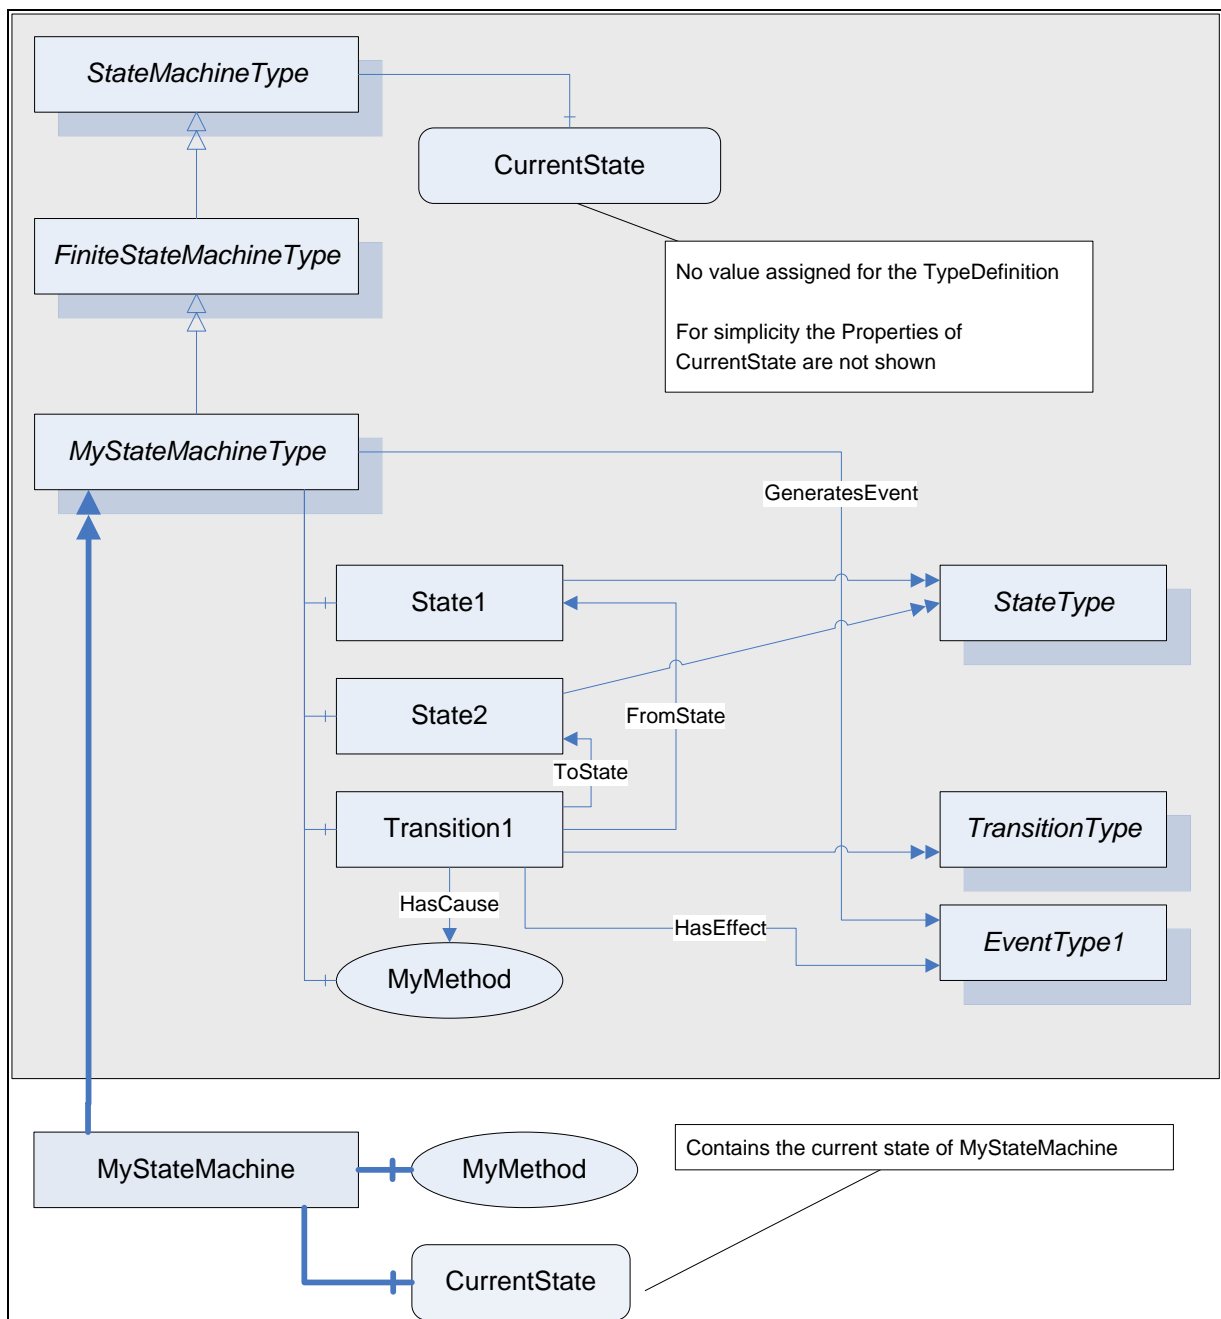 StateMachineType
CurrentState
FiniteStateMachineType
No value assigned for the TypeDefinition
For simplicity the Properties of
CurrentState are not shown
MyStateMachineType
GeneratesEvent
State1
StateType
State2
FromState
ToState
Transition1
TransitionType
HasCause
HasEffect
EventType1
MyMethod
Contains the current state of MyStateMachine
MyStateMachine
MyMethod
CurrentState